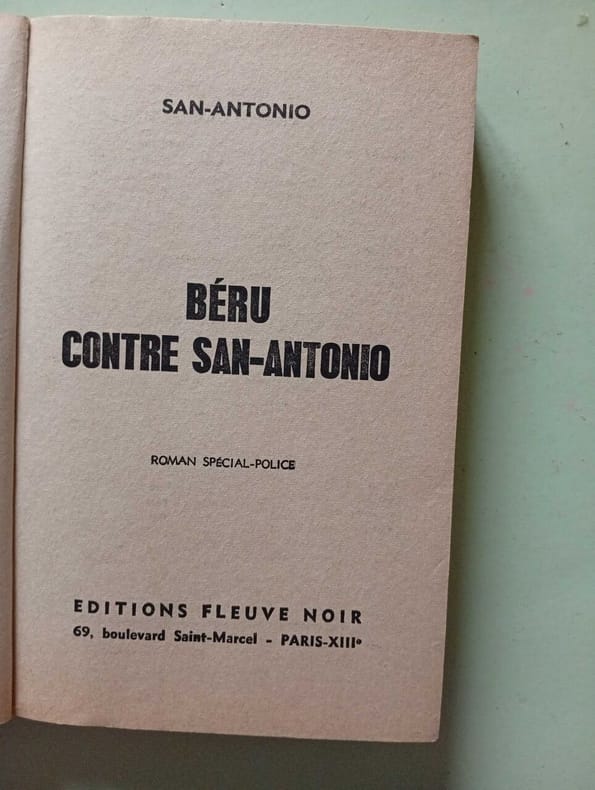 SAN-ANTONIO
BÉRU
CONTRE SAN-ANTONIO
ROMAN SPÉCIAL-POLICE
EDITIONS FLEUVE NOIR
69, boulevard Saint-Marcel - PARIS-XIIIᵉ